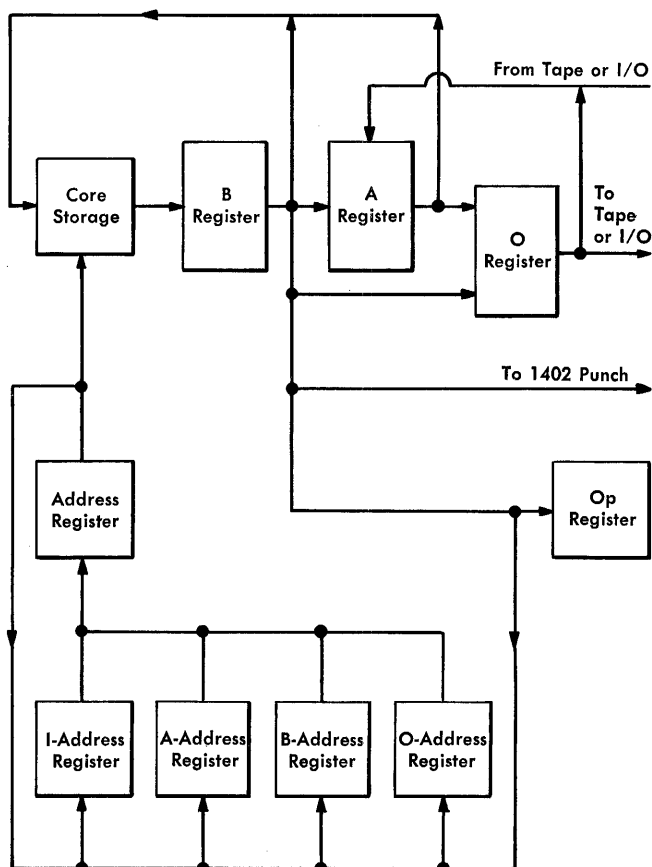 From Tape or I/O
Core
Storage
B
Register
A
Register
O
Register
To
Tape
or I/O
To 1402 Punch
Address
Register
Op
Register
I-Address
Register
A-Address
Register
B-Address
Register
O-Address
Register